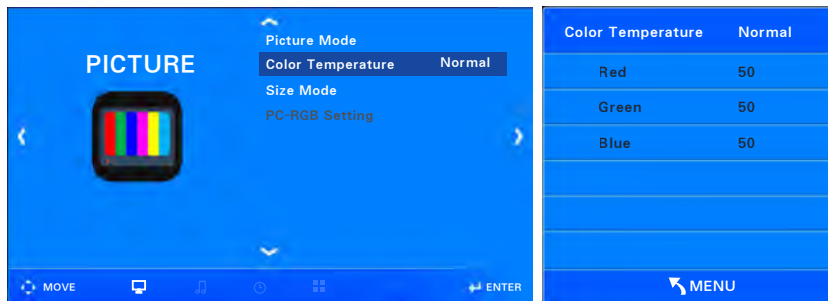 PICTURE
Picture Mode
Color Temperature Normal
Size Mode
PC-RGB Setting
MOVE
ENTER
Color Temperature Normal
Red 50
Green 50
Blue 50
MENU